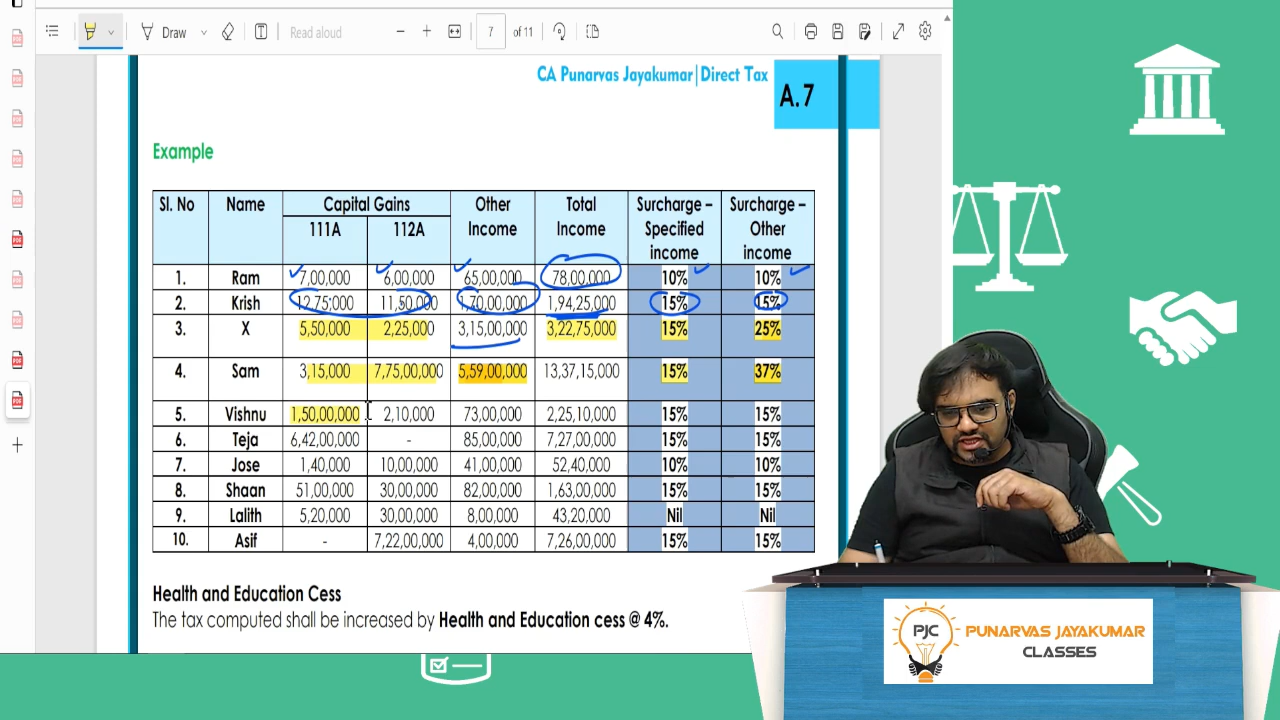 Draw
Read aloud
7 of 11
CA Punarvas Jayakumar|Direct Tax
A.7
Example
Sl. No Name Capital Gains Other Income Total Income Surcharge – Specified income Surcharge – Other income
111A 112A
1. Ram 7,00,000 6,00,000 65,00,000 78,00,000 10% 10%
2. Krish 12,75,000 11,50,000 1,70,00,000 1,94,25,000 15% 15%
3. X 5,50,000 2,25,000 3,15,00,000 3,22,75,000 15% 25%
4. Sam 3,15,000 7,75,00,000 5,59,00,000 13,37,15,000 15% 37%
5. Vishnu 1,50,00,000 2,10,000 73,00,000 2,25,10,000 15% 15%
6. Teja 6,42,00,000 - 85,00,000 7,27,00,000 15% 15%
7. Jose 1,40,000 10,00,000 41,00,000 52,40,000 10% 10%
8. Shaan 51,00,000 30,00,000 82,00,000 1,63,00,000 15% 15%
9. Lalith 5,20,000 30,00,000 8,00,000 43,20,000 Nil Nil
10. Asif - 7,22,00,000 4,00,000 7,26,00,000 15% 15%
Health and Education Cess
The tax computed shall be increased by Health and Education cess @ 4%.
PJC
PUNARVAS JAYAKUMAR
CLASSES